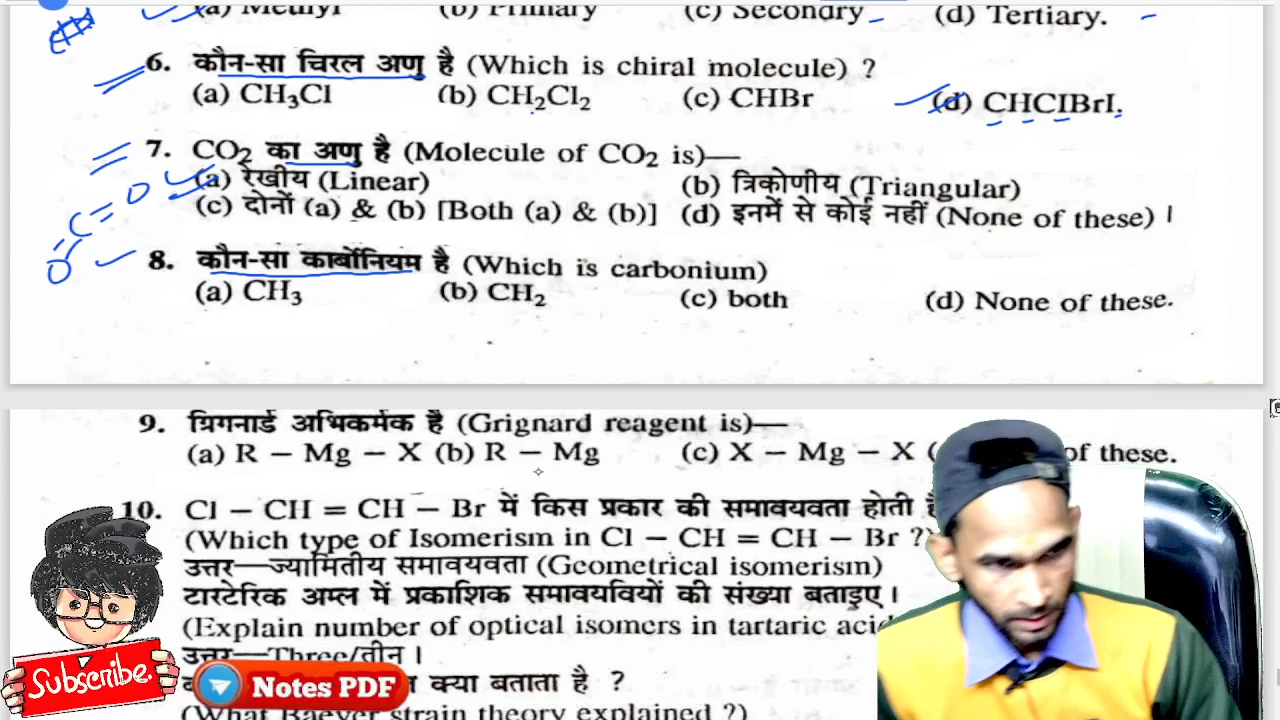 (a) Methyl (b) Primary (c) Secondary (d) Tertiary.
6. कौन-सा चिरल अणु है (Which is chiral molecule) ?
(a) CH₃Cl (b) CH₂Cl₂ (c) CHBr (d) CHClBrI.
7. CO₂ का अणु है (Molecule of CO₂ is)—
(a) रेखीय (Linear) (b) त्रिकोणीय (Triangular)
(c) दोनों (a) & (b) [Both (a) & (b)] (d) इनमें से कोई नहीं (None of these) ।
O = C = O
8. कौन-सा कार्बोनियम है (Which is carbonium)
(a) CH₃ (b) CH₂ (c) both (d) None of these.
9. ग्रिगनार्ड अभिकर्मक है (Grignard reagent is)—
(a) R – Mg – X (b) R – Mg (c) X – Mg – X ( of these.
10. Cl – CH = CH – Br में किस प्रकार की समावयवता होती
(Which type of Isomerism in Cl – CH = CH – Br ?
उत्तर—ज्यामितीय समावयवता (Geometrical isomerism)
टारटेरिक अम्ल में प्रकाशिक समावयवियों की संख्या बताइए।
(Explain number of optical isomers in tartaric
उत्तर—Three/तीन ।
क्या बताता है ?
(What Baeyer strain theory explained ?)
Subscribe.
Notes PDF